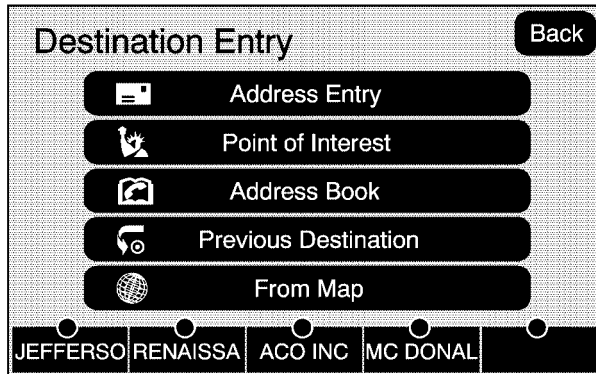 Destination Entry
Back
Address Entry
Point of Interest
Address Book
Previous Destination
From Map
JEFFERSO RENAISSA ACO INC MC DONAL